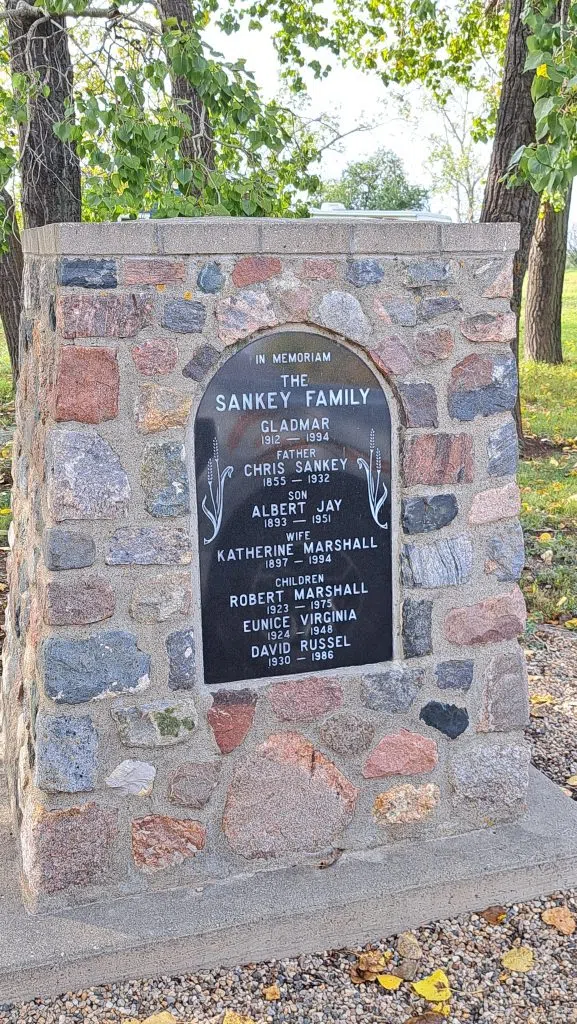 IN MEMORIAM
THE
SANKEY FAMILY
GLADMAR
1912 — 1994
FATHER
CHRIS SANKEY
1855 — 1932
SON
ALBERT JAY
1893 — 1951
WIFE
KATHERINE MARSHALL
1897 — 1994
CHILDREN
ROBERT MARSHALL
1923 — 1975
EUNICE VIRGINIA
1924 — 1948
DAVID RUSSEL
1930 — 1986